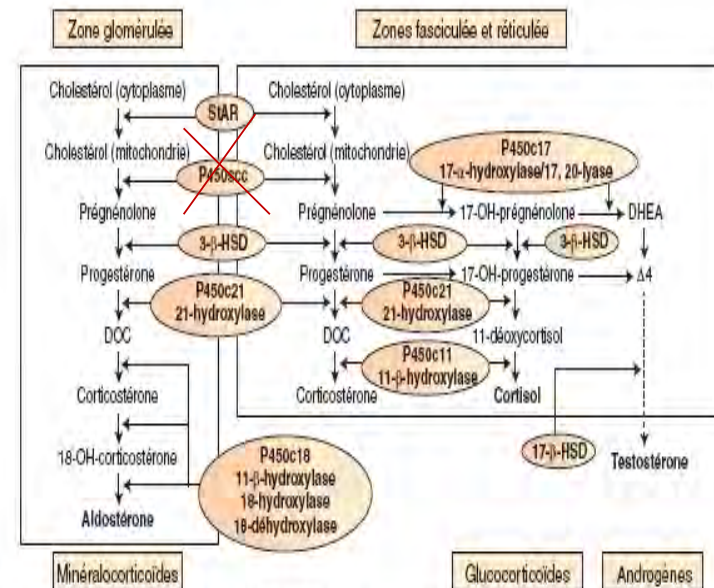 Zone glomérulée
Zones fasciculée et réticulée
Cholestérol (cytoplasme)
Cholestérol (cytoplasme)
StAR
Cholestérol (mitochondrie)
Cholestérol (mitochondrie)
P450c17
17-α-hydroxylase/17, 20-lyase
P450scc
Prégnénolone
Prégnénolone
17-OH-prégnénolone
DHEA
3-β-HSD
3-β-HSD
3-β-HSD
Progestérone
Progestérone
17-OH-progestérone
Δ4
P450c21
21-hydroxylase
P450c21
21-hydroxylase
DOC
DOC
11-déoxycortisol
P450c11
11-β-hydroxylase
Corticostérone
Corticostérone
Cortisol
18-OH-corticostérone
P450c18
11-β-hydroxylase
18-hydroxylase
18-déhydroxylase
17-β-HSD
Testostérone
Aldostérone
Minéralocorticoïdes
Glucocorticoïdes
Androgènes